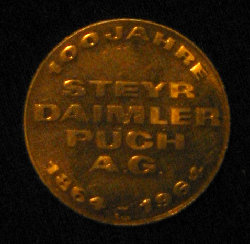 100 JAHRE
STEYR
DAIMLER
PUCH
A.G.
1864 - 1964